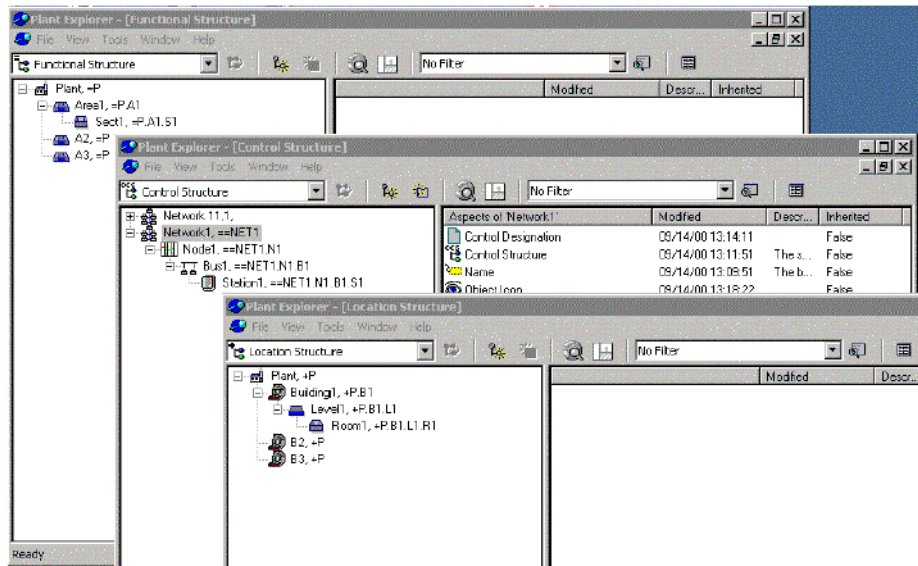 Plant Explorer - [Functional Structure]
File View Tools Window Help
Functional Structure No Filter
Plant, =P Modified Descr... Inherited
Area1, =P.A1
Sect1, =P.A1.S1
A2, =P
A3, =P
Plant Explorer - [Control Structure]
File View Tools Window Help
Control Structure No Filter
Network 11,1, Aspects of 'Network1' Modified Descr... Inherited
Network1, ==NET1 Control Designation 09/14/00 13:14:11 False
Node1, ==NET1.N1 Control Structure 09/14/00 13:11:51 The s... False
Bus1, ==NET1.N1.B1 Name 09/14/00 13:09:51 The b... False
Station1, ==NET1.N1.B1.S1 Object Icon 09/14/00 13:18:22 False
Plant Explorer - [Location Structure]
File View Tools Window Help
Location Structure No Filter
Plant, +P Modified Descr...
Building1, +P.B1
Level1, +P.B1.L1
Room1, +P.B1.L1.R1
B2, +P
B3, +P
Ready